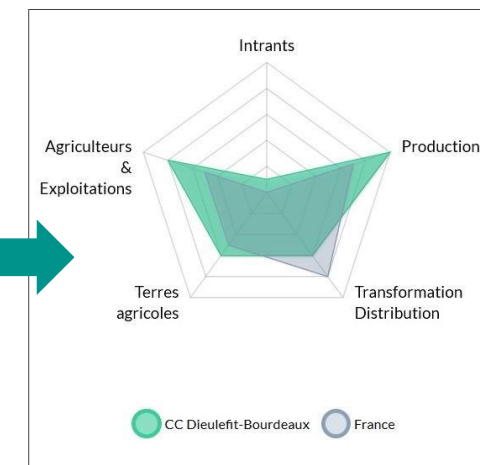 Intrants
Agriculteurs
&
Exploitations
Production
Terres
agricoles
Transformation
Distribution
CC Dieulefit-Bourdeaux France